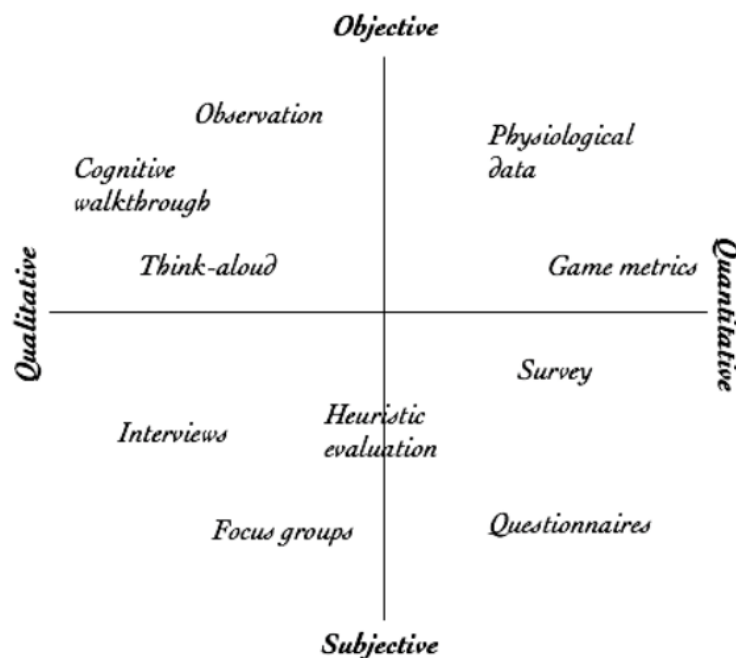 Objective
Observation
Physiological
data
Cognitive
walkthrough
Think-aloud
Game metrics
Qualitative
Quantitative
Survey
Interviews
Heuristic
evaluation
Focus groups
Questionnaires
Subjective